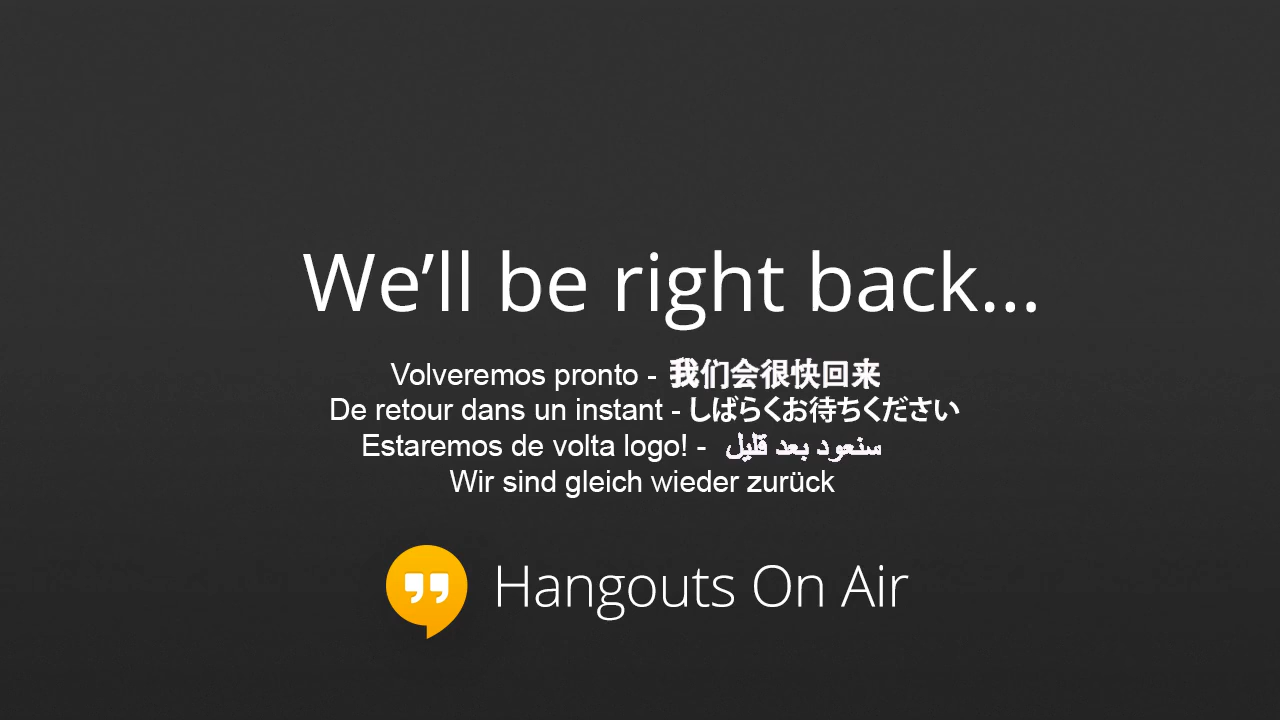 We’ll be right back...
Volveremos pronto - 我们会很快回来
De retour dans un instant - しばらくお待ちください
Estaremos de volta logo! - سنعود بعد قليل
Wir sind gleich wieder zurück
Hangouts On Air